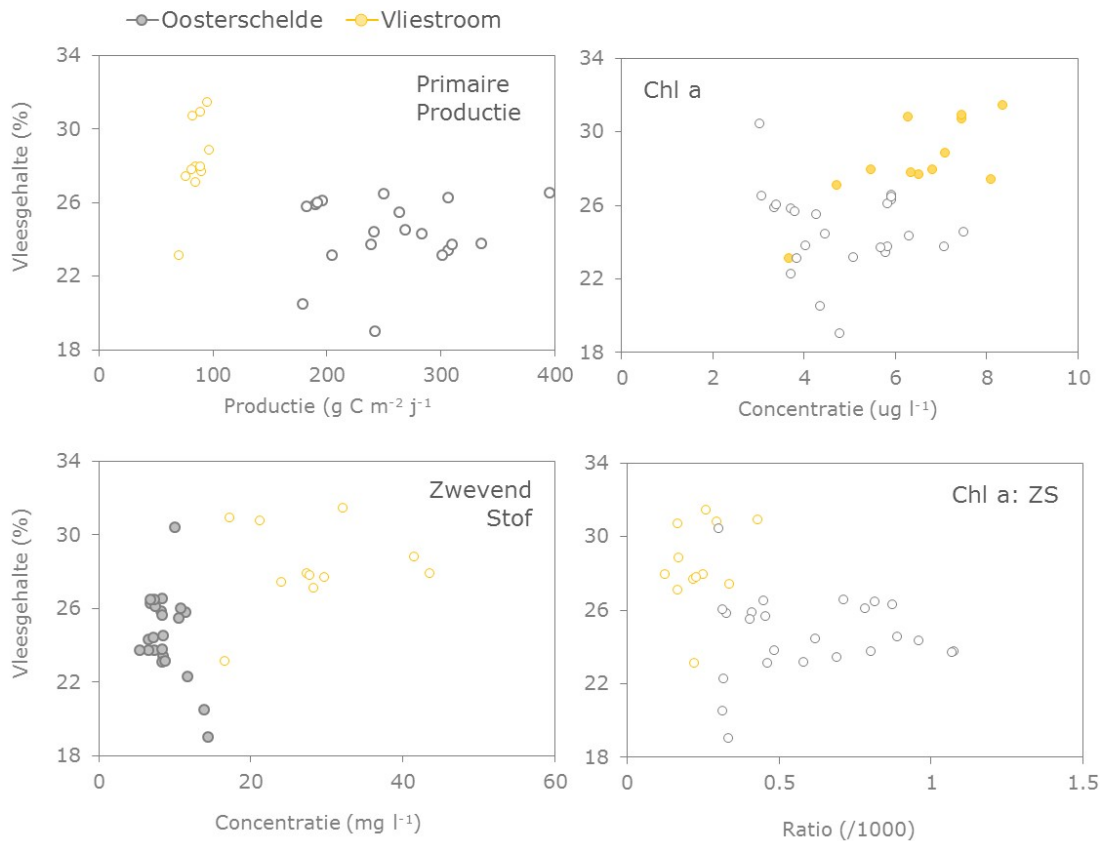 Oosterschelde Vliestroom
34
30
26
22
18
Vleesgehalte (%)
Primaire
Productie
0 100 200 300 400
Productie (g C m⁻² j⁻¹
34
30
26
22
18
Chl a
0 2 4 6 8 10
Concentratie (ug l⁻¹)
34
30
26
22
18
Vleesgehalte (%)
Zwevend
Stof
0 20 40 60
Concentratie (mg l⁻¹)
34
30
26
22
18
Chl a: ZS
0 0.5 1 1.5
Ratio (/1000)